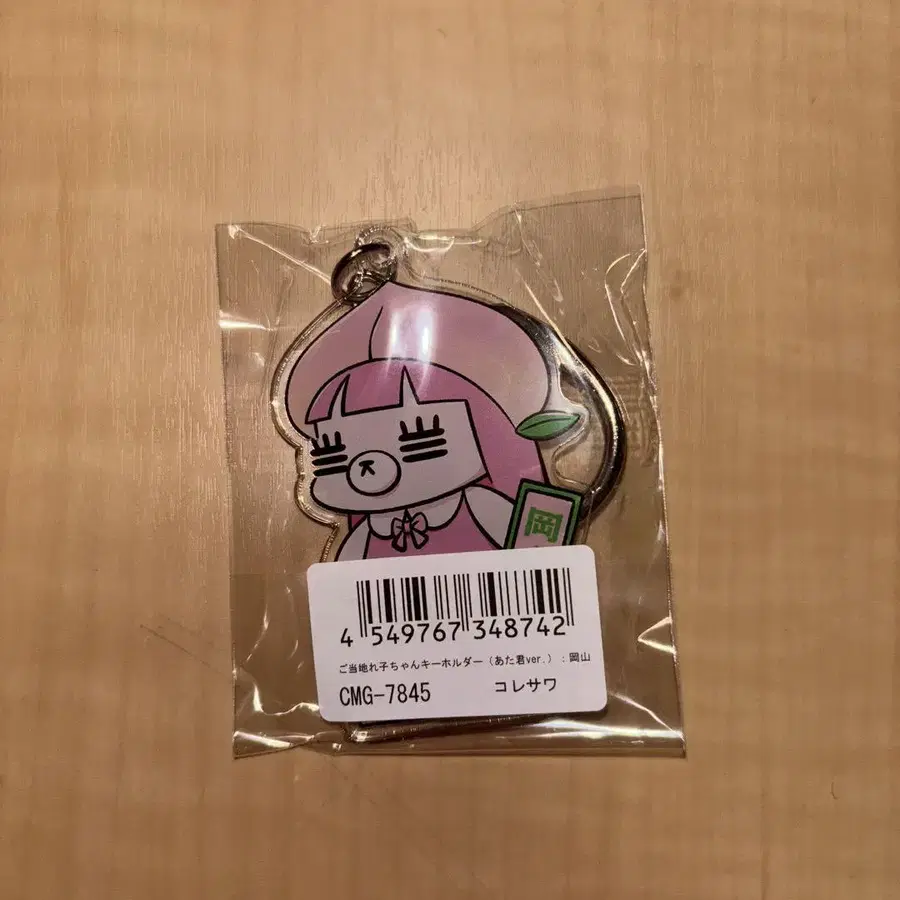 岡
4 549767 348742
ご当地れ子ちゃんキーホルダー（あた君ver.）：岡山
CMG-7845 コレサワ